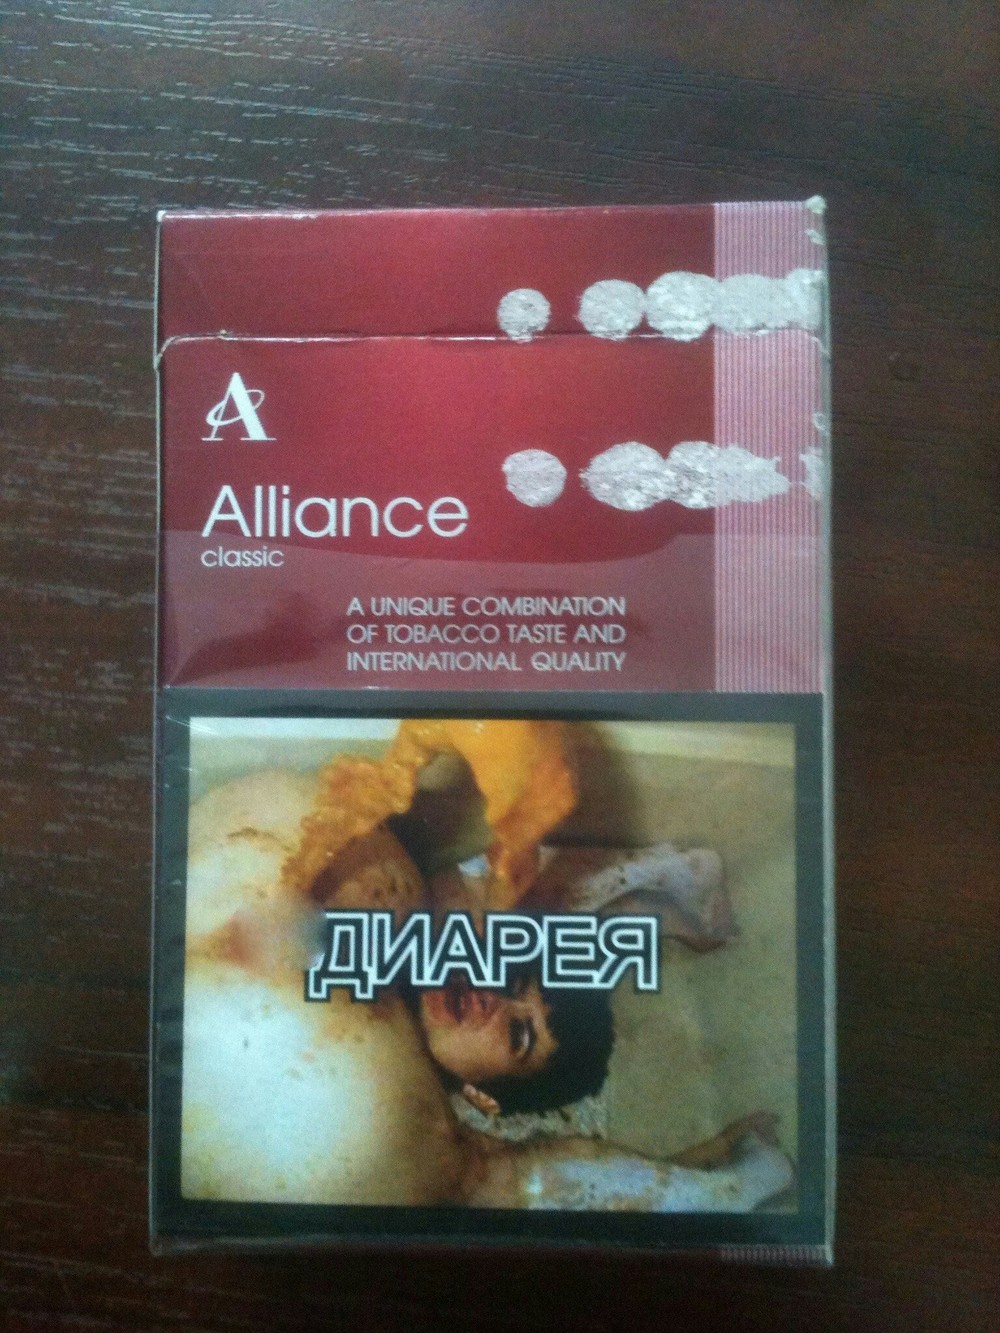 A
Alliance
classic
A UNIQUE COMBINATION
OF TOBACCO TASTE AND
INTERNATIONAL QUALITY
ДИАРЕЯ